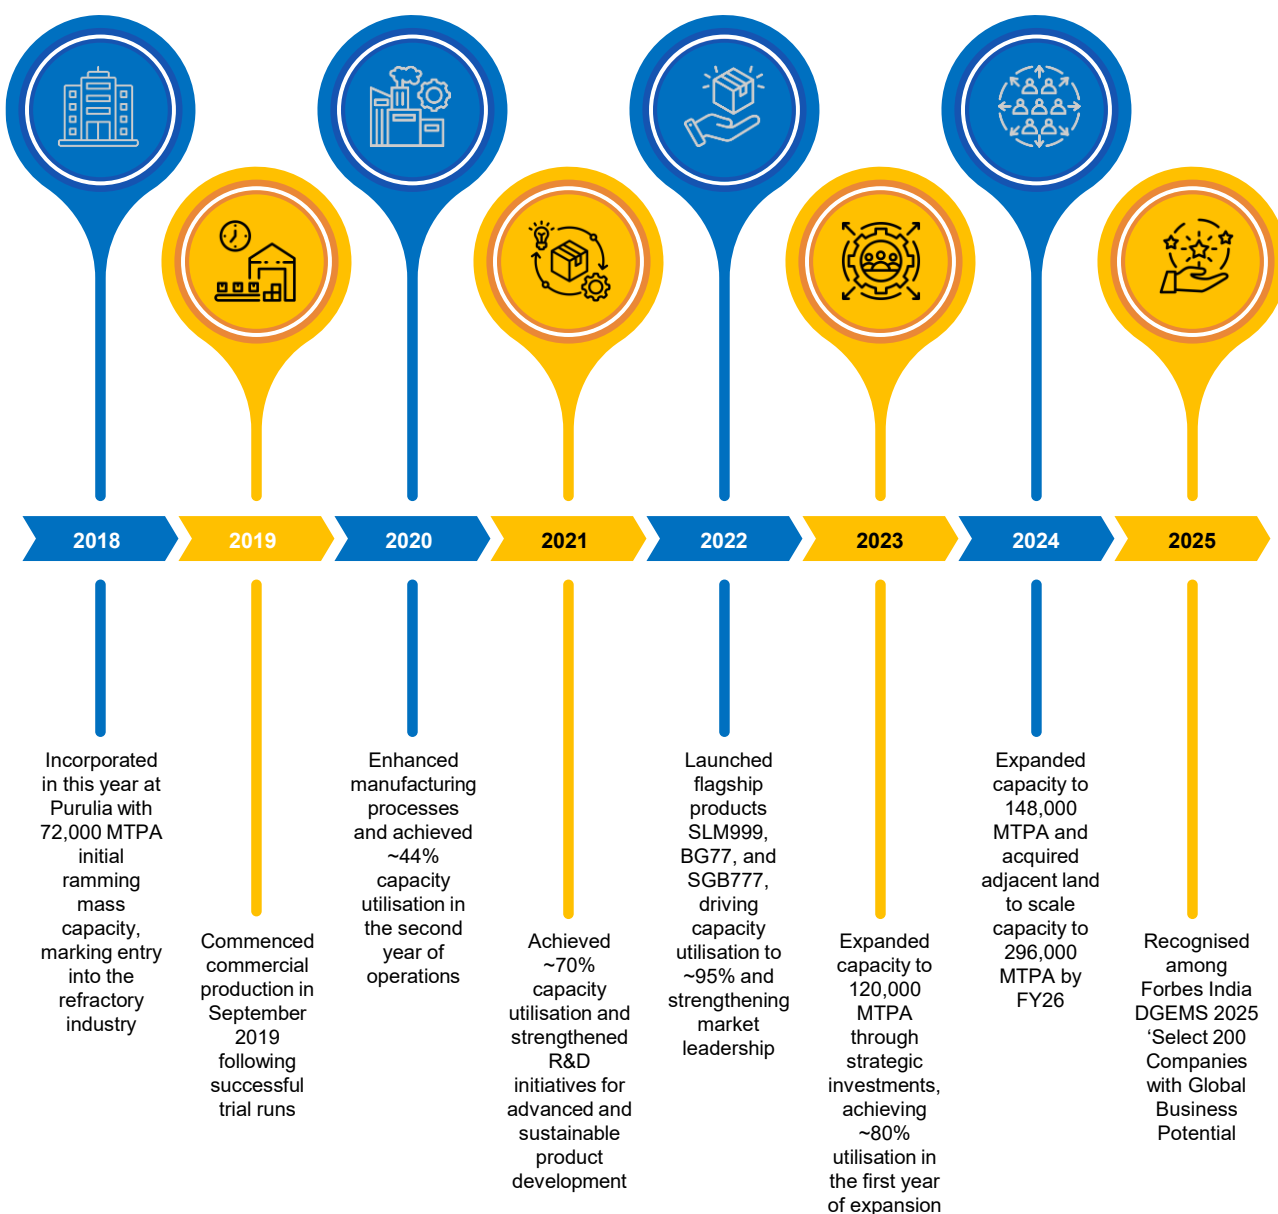 2018
2019
2020
2021
2022
2023
2024
2025
Incorporated
in this year at
Purulia with
72,000 MTPA
initial
ramming
mass
capacity,
marking entry
into the
refractory
industry
Commenced
commercial
production in
September
2019
following
successful
trial runs
Enhanced
manufacturing
processes
and achieved
~44%
capacity
utilisation in
the second
year of
operations
Achieved
~70%
capacity
utilisation and
strengthened
R&D
initiatives for
advanced and
sustainable
product
development
Launched
flagship
products
SLM999,
BG77, and
SGB777,
driving
capacity
utilisation to
~95% and
strengthening
market
leadership
Expanded
capacity to
120,000
MTPA
through
strategic
investments,
achieving
~80%
utilisation in
the first year
of expansion
Expanded
capacity to
148,000
MTPA and
acquired
adjacent land
to scale
capacity to
296,000
MTPA by
FY26
Recognised
among
Forbes India
DGEMS 2025
‘Select 200
Companies
with Global
Business
Potential